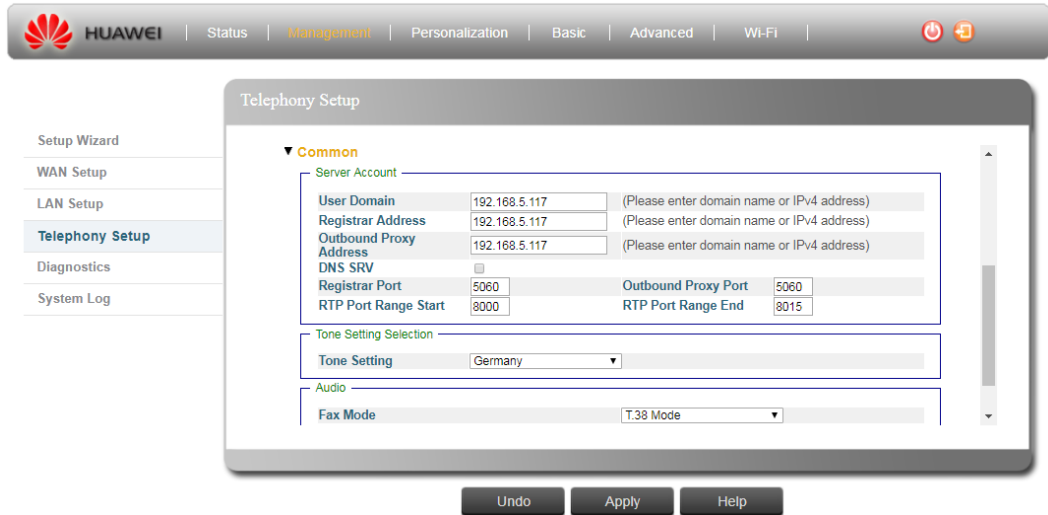 HUAWEI | Status | Management | Personalization | Basic | Advanced | Wi-Fi |
Telephony Setup
Setup Wizard
WAN Setup
LAN Setup
Telephony Setup
Diagnostics
System Log
Common
Server Account
User Domain 192.168.5.117 (Please enter domain name or IPv4 address)
Registrar Address 192.168.5.117 (Please enter domain name or IPv4 address)
Outbound Proxy
Address 192.168.5.117 (Please enter domain name or IPv4 address)
DNS SRV
Registrar Port 5060 Outbound Proxy Port 5060
RTP Port Range Start 8000 RTP Port Range End 8015
Tone Setting Selection
Tone Setting Germany
Audio
Fax Mode T.38 Mode
Undo Apply Help